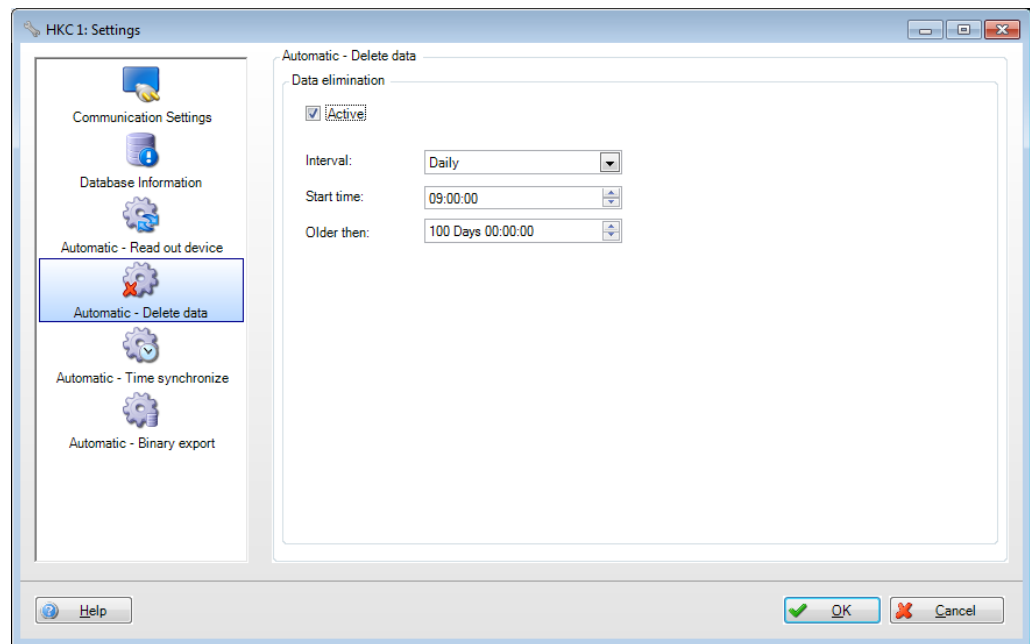 HKC 1: Settings
Communication Settings
Database Information
Automatic - Read out device
Automatic - Delete data
Automatic - Time synchronize
Automatic - Binary export
Automatic - Delete data
Data elimination
Active
Interval: Daily
Start time: 09:00:00
Older then: 100 Days 00:00:00
Help
OK
Cancel